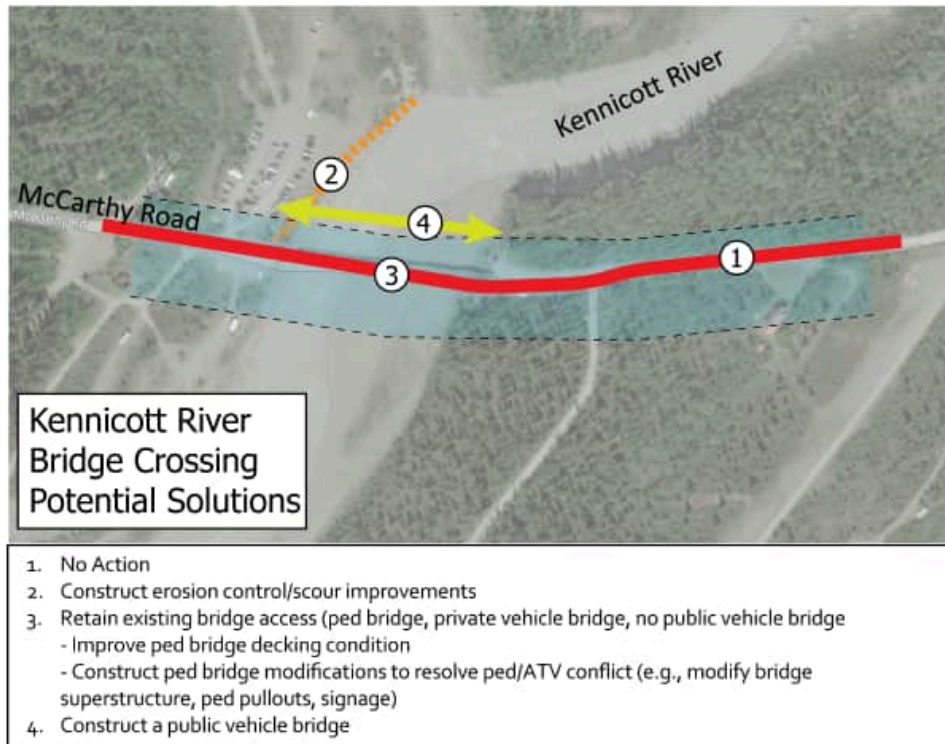 Kennicott River
McCarthy Road
2
4
3
1
Kennicott River
Bridge Crossing
Potential Solutions
1. No Action
2. Construct erosion control/scour improvements
3. Retain existing bridge access (ped bridge, private vehicle bridge, no public vehicle bridge
- Improve ped bridge decking condition
- Construct ped bridge modifications to resolve ped/ATV conflict (e.g., modify bridge
superstructure, ped pullouts, signage)
4. Construct a public vehicle bridge